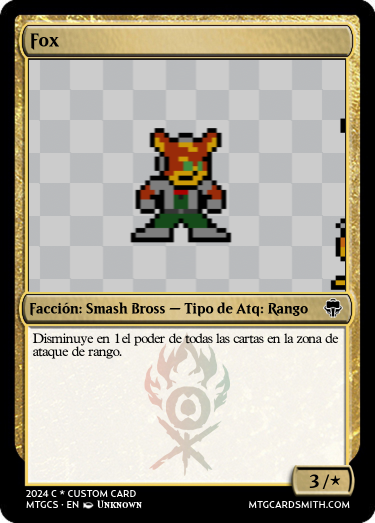 Fox
Facción: Smash Bross — Tipo de Atq: Rango
Disminuye en 1 el poder de todas las cartas en la zona de
ataque de rango.
3/★
2024 C * CUSTOM CARD
MTGCS · EN UNKNOWN
MTGCARDSMITH.COM